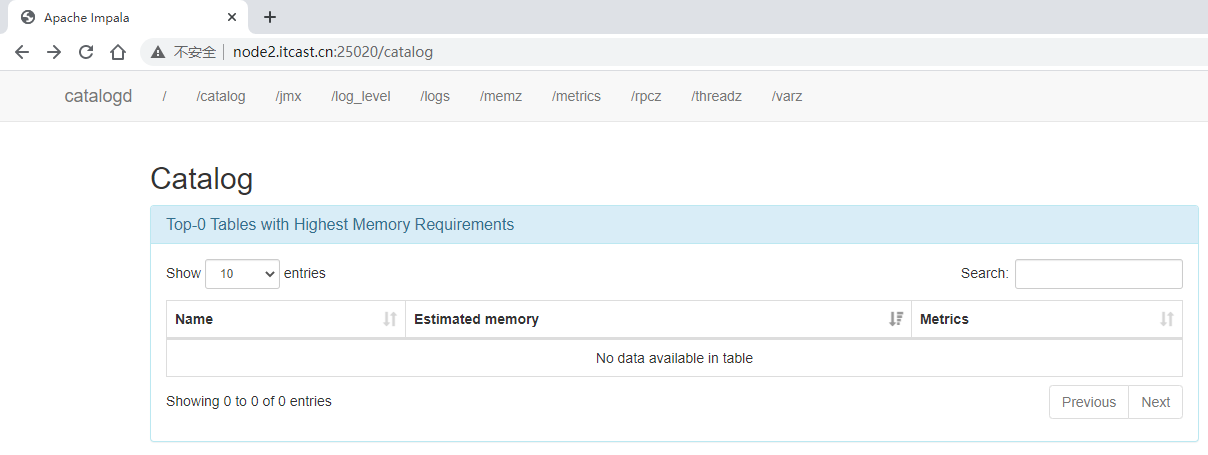 Apache Impala
不安全 node2.itcast.cn:25020/catalog
catalogd / /catalog /jmx /log_level /logs /memz /metrics /rpcz /threadz /varz
Catalog
Top-0 Tables with Highest Memory Requirements
Show 10 entries Search:
Name Estimated memory Metrics
No data available in table
Showing 0 to 0 of 0 entries Previous Next